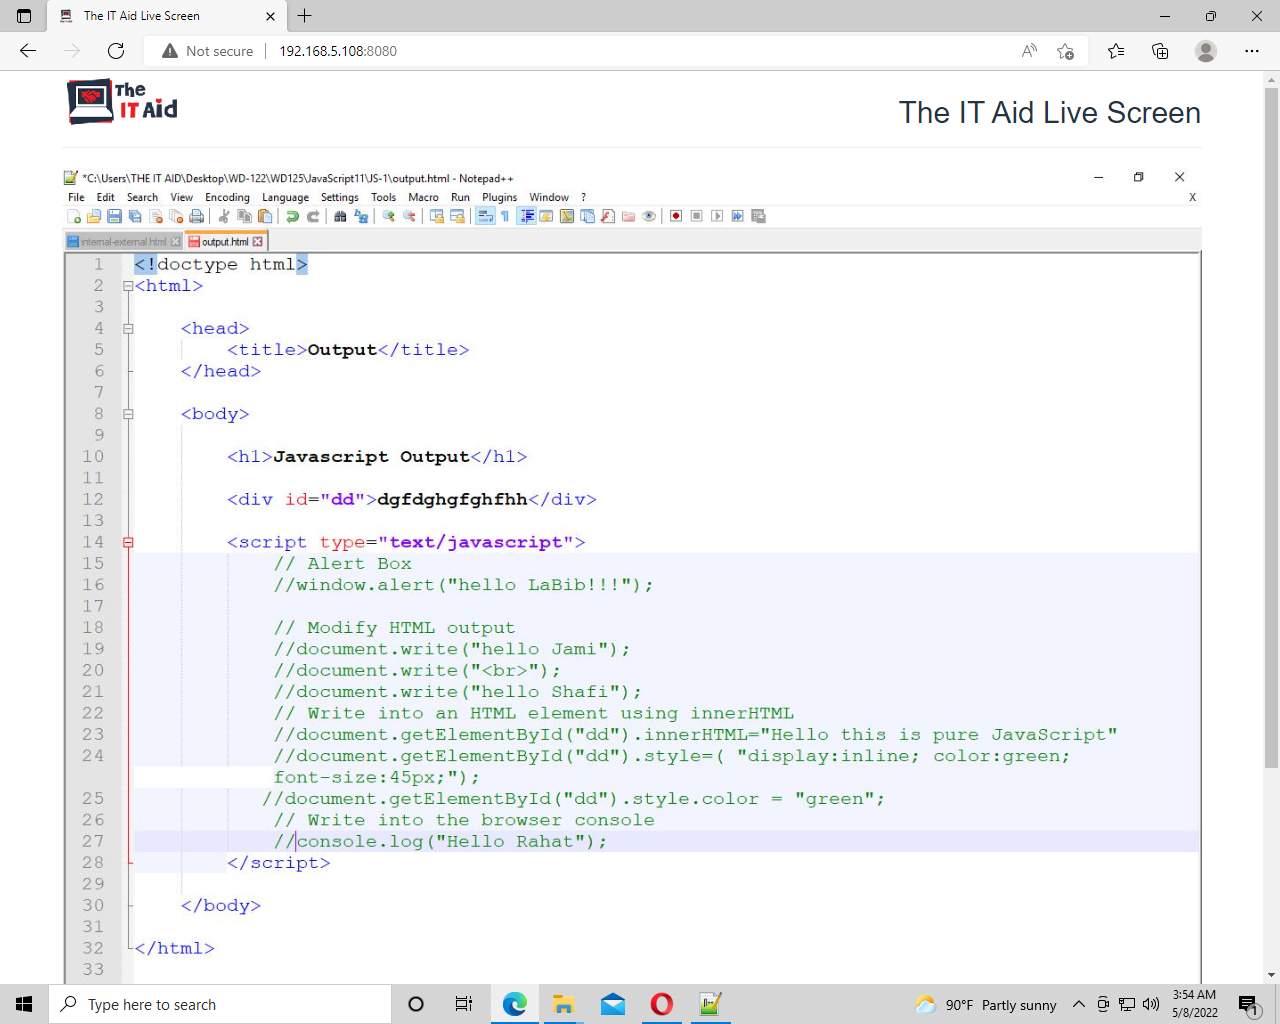 The IT Aid Live Screen
Not secure 192.168.5.108:8080
The
IT Aid
The IT Aid Live Screen
*C:\Users\THE IT AID\Desktop\WD-122\WD125\JavaScript11\JS-1\output.html - Notepad++
File Edit Search View Encoding Language Settings Tools Macro Run Plugins Window ? X
internal-external.html output.html
1 <!doctype html>
2 <html>
3
4 <head>
5 <title>Output</title>
6 </head>
7
8 <body>
9
10 <h1>Javascript Output</h1>
11
12 <div id="dd">dgfdghgfghfhh</div>
13
14 <script type="text/javascript">
15 // Alert Box
16 //window.alert("hello LaBib!!!");
17
18 // Modify HTML output
19 //document.write("hello Jami");
20 //document.write("<br>");
21 //document.write("hello Shafi");
22 // Write into an HTML element using innerHTML
23 //document.getElementById("dd").innerHTML="Hello this is pure JavaScript"
24 //document.getElementById("dd").style=( "display:inline; color:green;
font-size:45px;");
25 //document.getElementById("dd").style.color = "green";
26 // Write into the browser console
27 //console.log("Hello Rahat");
28 </script>
29
30 </body>
31
32 </html>
33
Type here to search
90°F Partly sunny
3:54 AM
5/8/2022
1